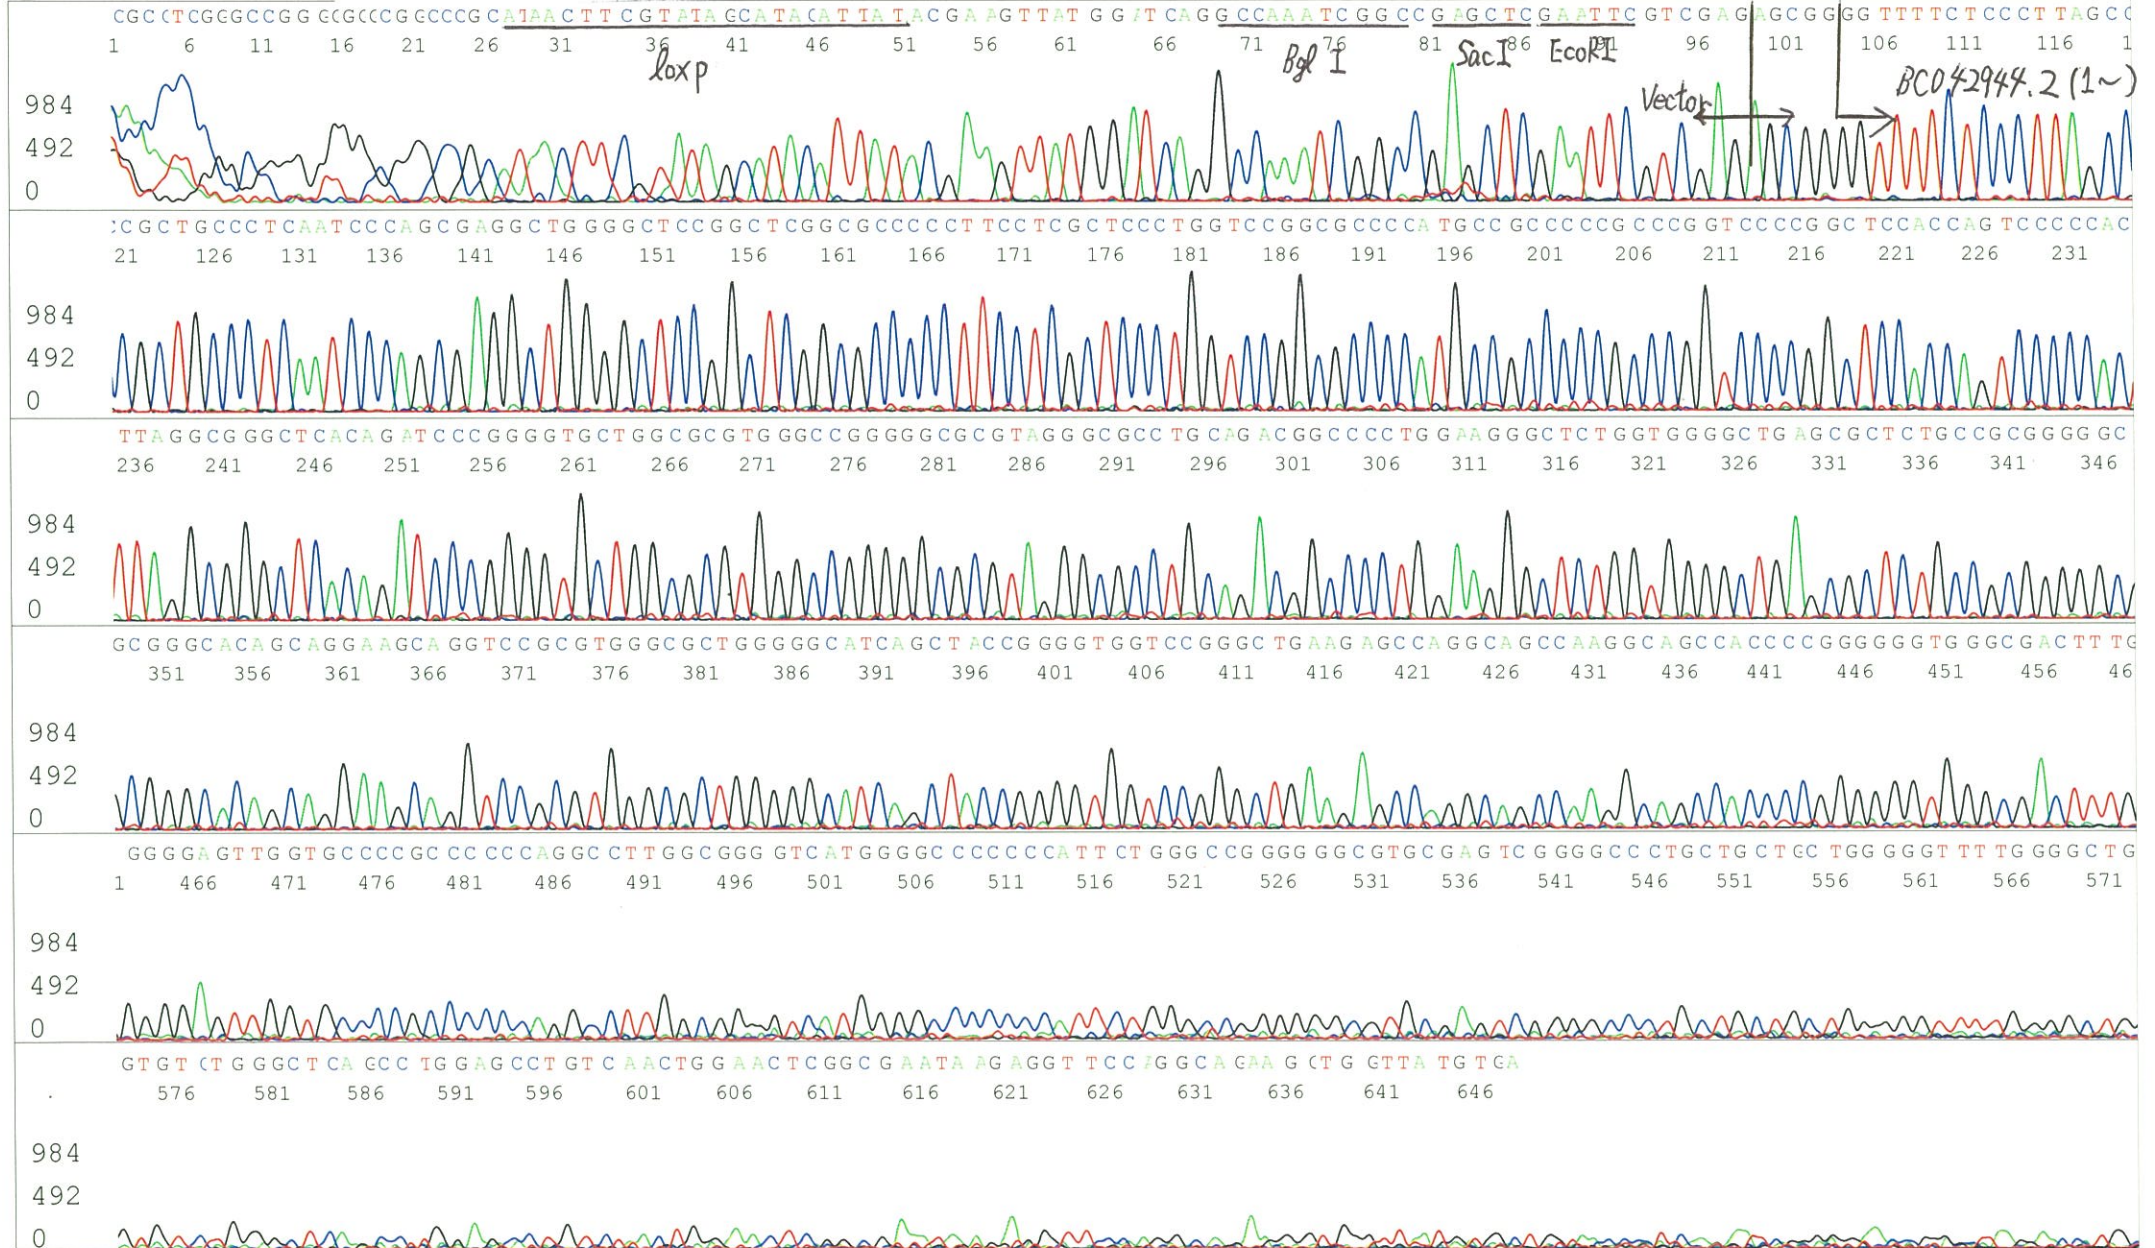 CGCCTCGGGCCGGGCGCCCGGCCCGCATAACTTCGTATAGCATACATTATACGAAGTTATGGATCAGGCCAAATCGGCCGAGCTCGAATTCGTCGAGAGCGGGGTTTTCTCCCTTAGCC
1 6 11 16 21 26 31 36 41 46 51 56 61 66 71 76 81 86 91 96 101 106 111 116 1
loxp Bgl I SacI EcoRI
Vector BC042944.2 (1~)
984
492
0
CCGCTGCCCTCAATCCCAGCGAGGCTGGGGCTCCGGCTCGGCGCCCCCTTCCTCGCTCCCTGGTCCGGCGCCCCATGCCGCCCCCGCCCGGTCCCCGGCTCCACCAGTCCCCCAC
21 126 131 136 141 146 151 156 161 166 171 176 181 186 191 196 201 206 211 216 221 226 231
984
492
0
TTAGGCGGGCTCACAGATCCCGGGGTGCTGGCGCGTGGGCCGGGGGCGCGTAGGGCGCCTGCAGACGGCCCCTGGAAGGGCTCTGGTGGGGCTGAGCGCTCTGCCGCGGGGGC
236 241 246 251 256 261 266 271 276 281 286 291 296 301 306 311 316 321 326 331 336 341 346
984
492
0
GCGGGCACAGCAGGAAGCAGGTCCGCGTGGGCGCTGGGGGCATCAGCTACCGGGGTGGTCCGGGCTGAAGAGCCAGGCAGCCAAGGCAGCCACCCCGGGGGGTGGGCGACTTTG
351 356 361 366 371 376 381 386 391 396 401 406 411 416 421 426 431 436 441 446 451 456 46
984
492
0
GGGGAGTTGGTGCCCCGCCCCCCAGGCCTTGGCGGGGTCATGGGGCCCCCCCATTCTGGGCCGGGGGGCGTGCGAGTCGGGGCCCTGCTGCTGCTGGGGGTTTTGGGGCTG
1 466 471 476 481 486 491 496 501 506 511 516 521 526 531 536 541 546 551 556 561 566 571
984
492
0
GTGTCTGGGCTCAGCCTGGAGCCTGTCAACTGGAACTCGGCGAATAAGAGGTTCCAGGCAGAAGCTGGTTATGTGA
576 581 586 591 596 601 606 611 616 621 626 631 636 641 646
984
492
0